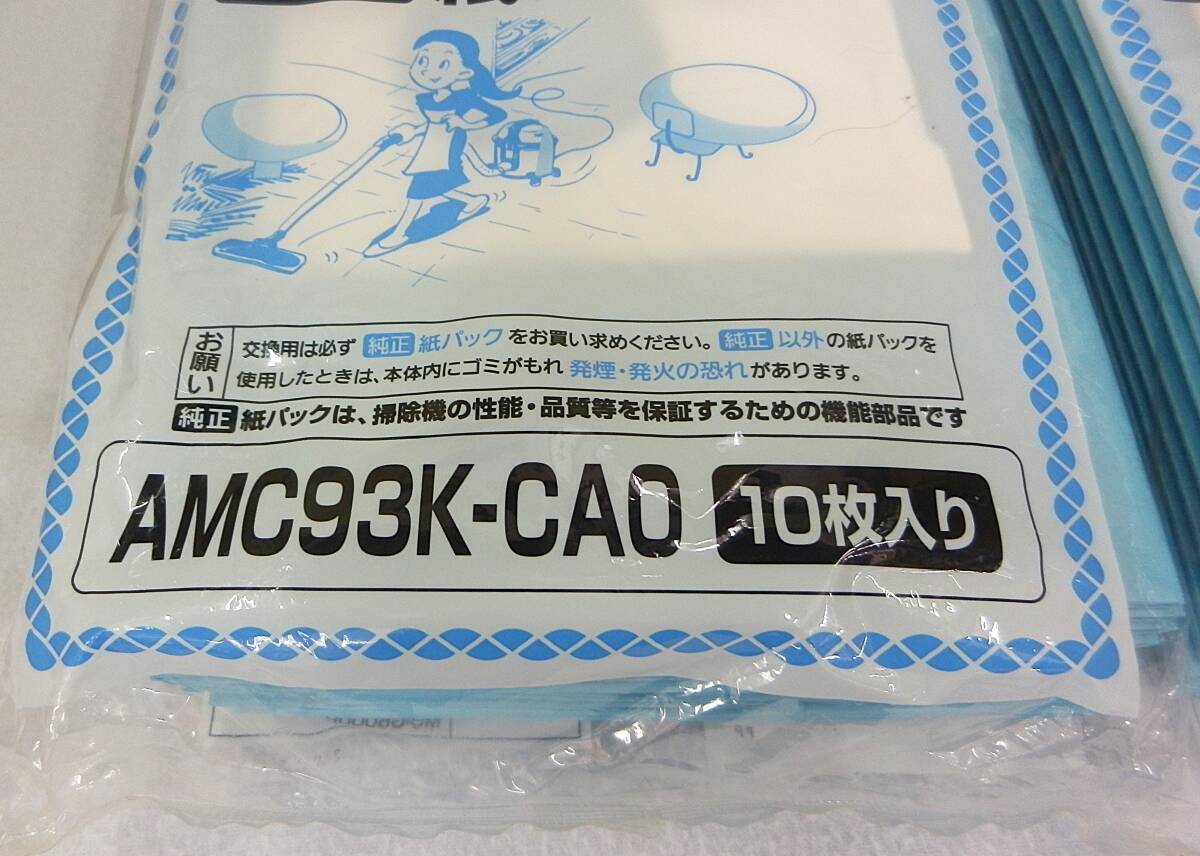 お願い
交換用は必ず 純正 紙パック をお買い求めください。 純正 以外の紙パックを
使用したときは、本体内にゴミがもれ 発煙・発火の恐れがあります。
純正 紙パックは、掃除機の性能・品質等を保証するための機能部品です
AMC93K-CA0 10枚入り